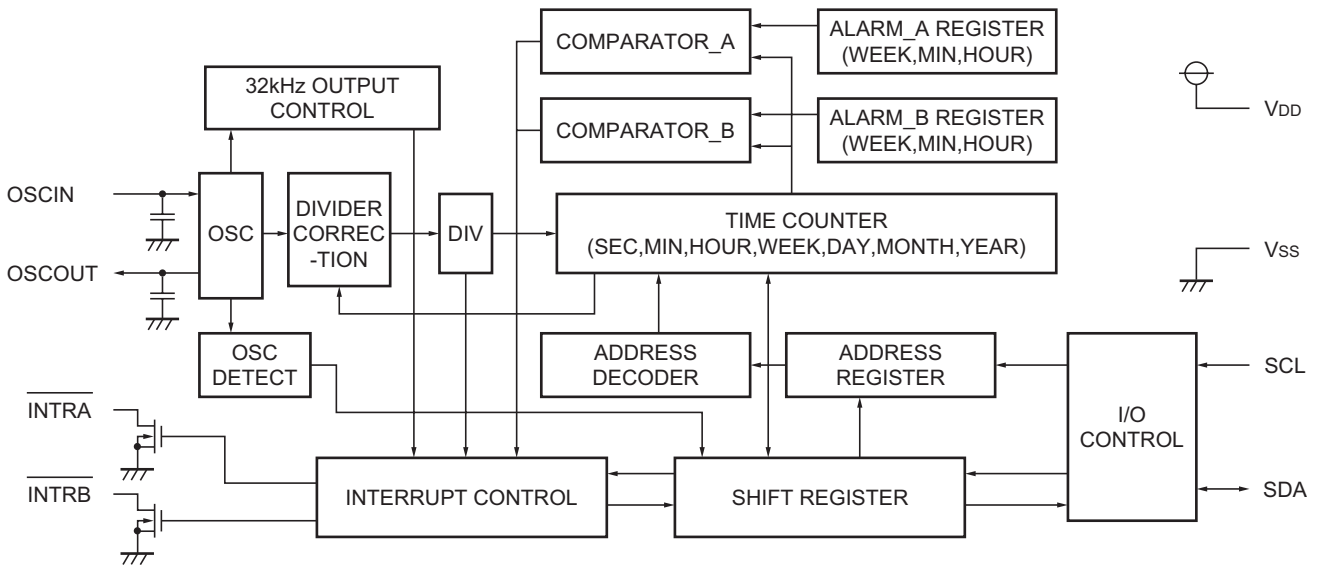 COMPARATOR_A
ALARM_A REGISTER
(WEEK,MIN,HOUR)
32kHz OUTPUT
CONTROL
COMPARATOR_B
ALARM_B REGISTER
(WEEK,MIN,HOUR)
VDD
OSCIN
OSC
DIVIDER
CORREC
-TION
DIV
TIME COUNTER
(SEC,MIN,HOUR,WEEK,DAY,MONTH,YEAR)
OSCOUT
VSS
OSC
DETECT
ADDRESS
DECODER
ADDRESS
REGISTER
I/O
CONTROL
SCL
INTRA
INTRB
INTERRUPT CONTROL
SHIFT REGISTER
SDA